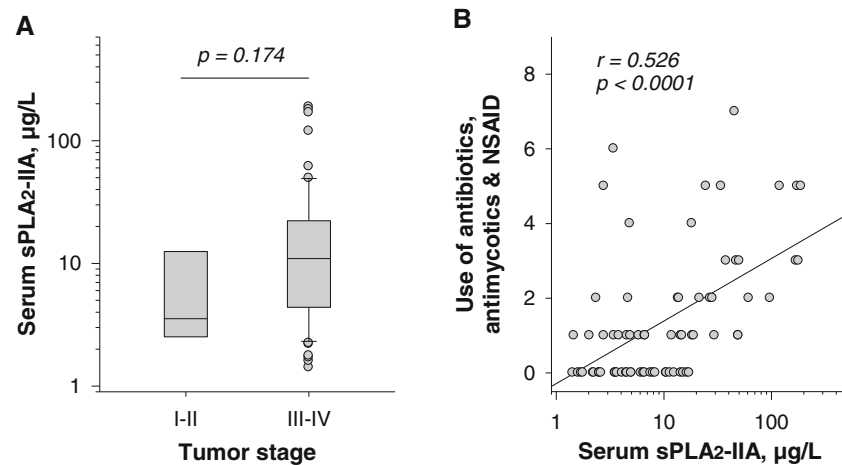 A
p = 0.174
Serum sPLA2-IIA, µg/L
100
10
1
I-II
III-IV
Tumor stage
B
r = 0.526
p < 0.0001
Use of antibiotics,
antimycotics & NSAID
8
6
4
2
0
1
10
100
Serum sPLA2-IIA, µg/L